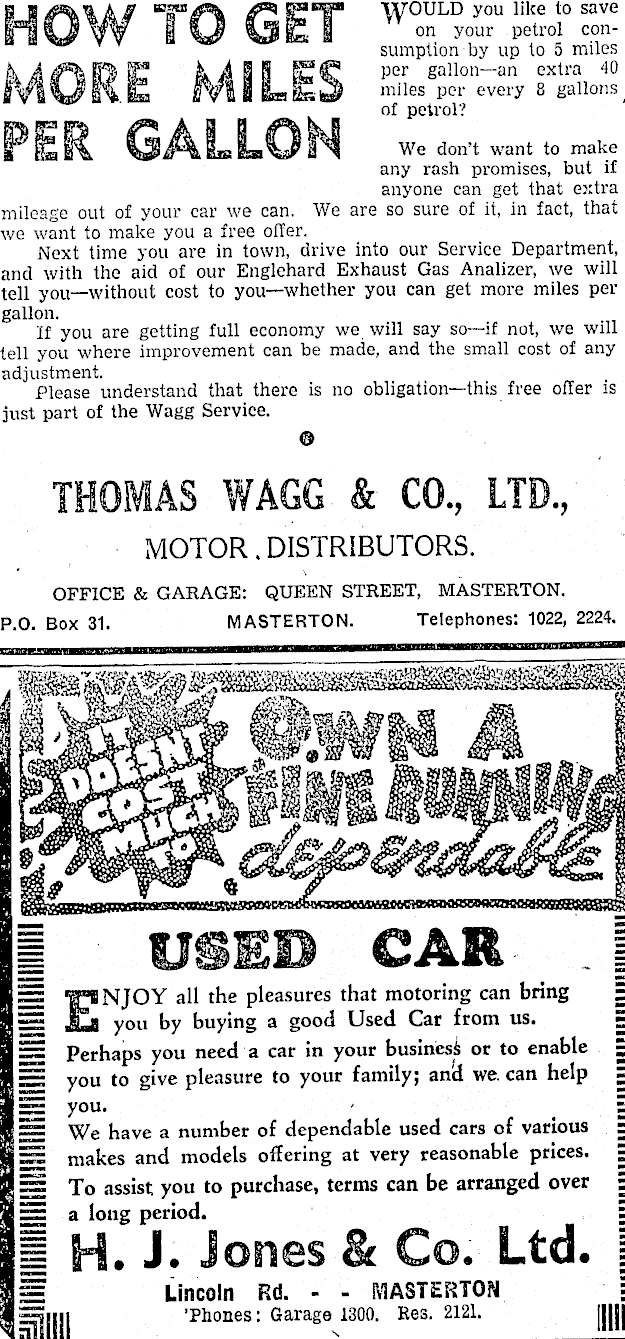 HOW TO GET
MORE MILES
PER GALLON
WOULD you like to save
on your petrol con-
sumption by up to 5 miles
per gallon—an extra 40
miles per every 8 gallons
of petrol?
We don't want to make
any rash promises, but if
anyone can get that extra
mileage out of your car we can. We are so sure of it, in fact, that
we want to make you a free offer.
Next time you are in town, drive into our Service Department,
and with the aid of our Englehard Exhaust Gas Analizer, we will
tell you—without cost to you—whether you can get more miles per
gallon.
If you are getting full economy we will say so—if not, we will
tell you where improvement can be made, and the small cost of any
adjustment.
Please understand that there is no obligation—this free offer is
just part of the Wagg Service.
THOMAS WAGG & CO., LTD.,
MOTOR DISTRIBUTORS.
OFFICE & GARAGE: QUEEN STREET, MASTERTON.
P.O. Box 31. MASTERTON. Telephones: 1022, 2224.
IT
DOESNT
COST
MUCH
TO
OWN A
FINE RUNNING
dependable
USED CAR
ENJOY all the pleasures that motoring can bring
you by buying a good Used Car from us.
Perhaps you need a car in your business or to enable
you to give pleasure to your family; and we can help
you.
We have a number of dependable used cars of various
makes and models offering at very reasonable prices.
To assist you to purchase, terms can be arranged over
a long period.
H. J. Jones & Co. Ltd.
Lincoln Rd. - - MASTERTON
'Phones: Garage 1300. Res. 2121.